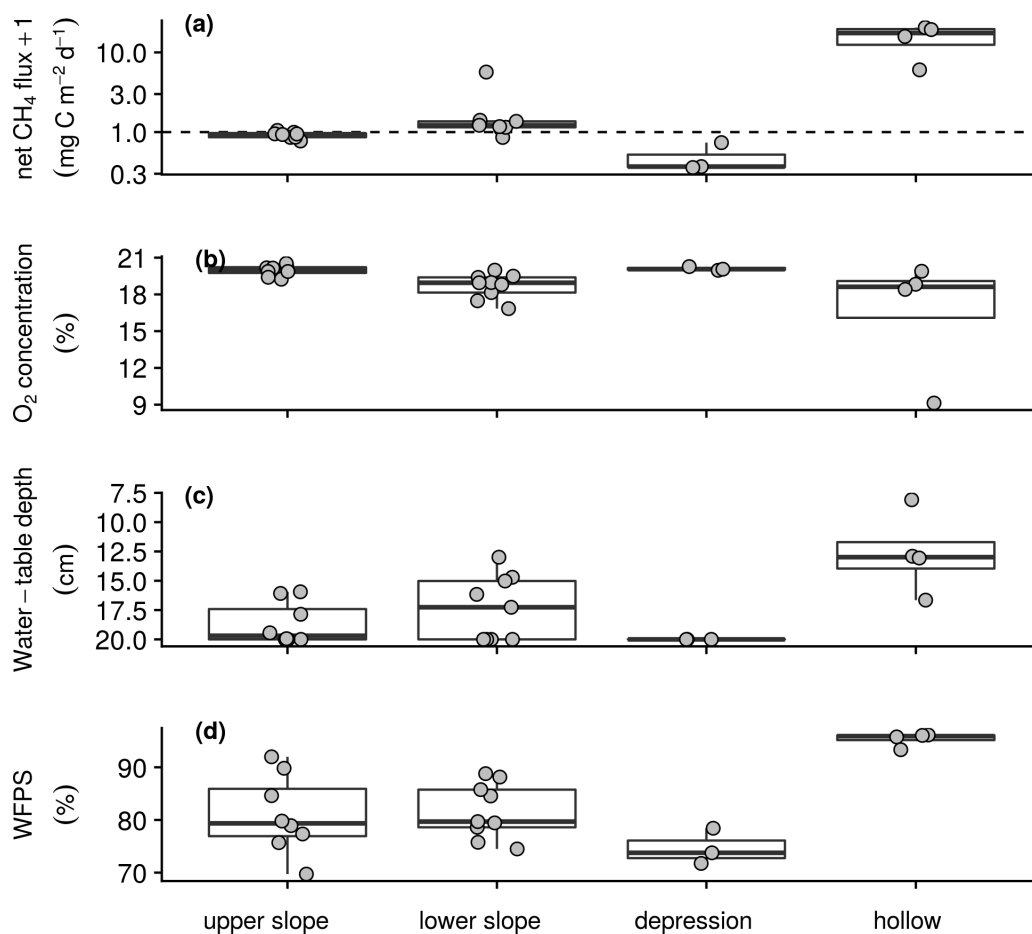 (a)
net CH₄ flux + 1
(mg C m⁻² d⁻¹)
10.0
3.0
1.0
0.3
(b)
O₂ concentration
(%)
21
18
15
12
9
(c)
Water−table depth
(cm)
7.5
10.0
12.5
15.0
17.5
20.0
(d)
WFPS
(%)
90
80
70
upper slope lower slope depression hollow